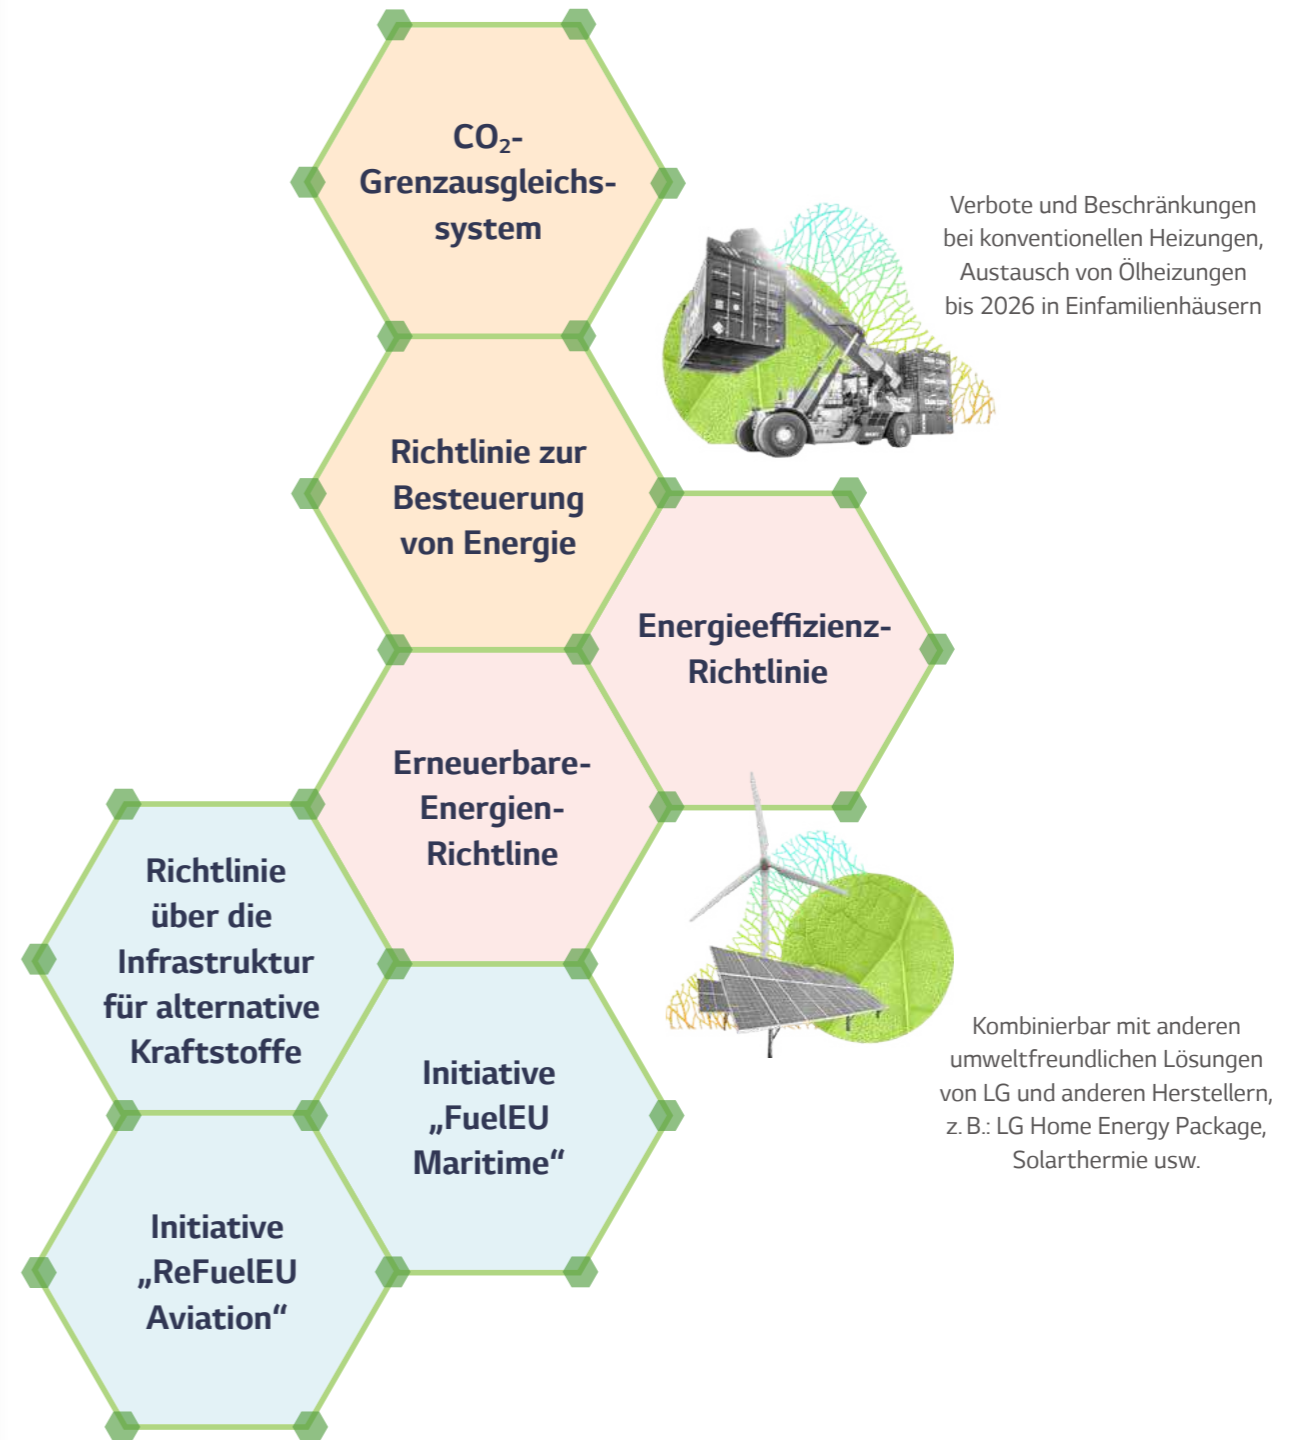 CO₂-
Grenzausgleichs-
system
Verbote und Beschränkungen
bei konventionellen Heizungen,
Austausch von Ölheizungen
bis 2026 in Einfamilienhäusern
Richtlinie zur
Besteuerung
von Energie
Energieeffizienz-
Richtlinie
Erneuerbare-
Energien-
Richtline
Richtlinie
über die
Infrastruktur
für alternative
Kraftstoffe
Initiative
„FuelEU
Maritime“
Kombinierbar mit anderen
umweltfreundlichen Lösungen
von LG und anderen Herstellern,
z. B.: LG Home Energy Package,
Solarthermie usw.
Initiative
„ReFuelEU
Aviation“